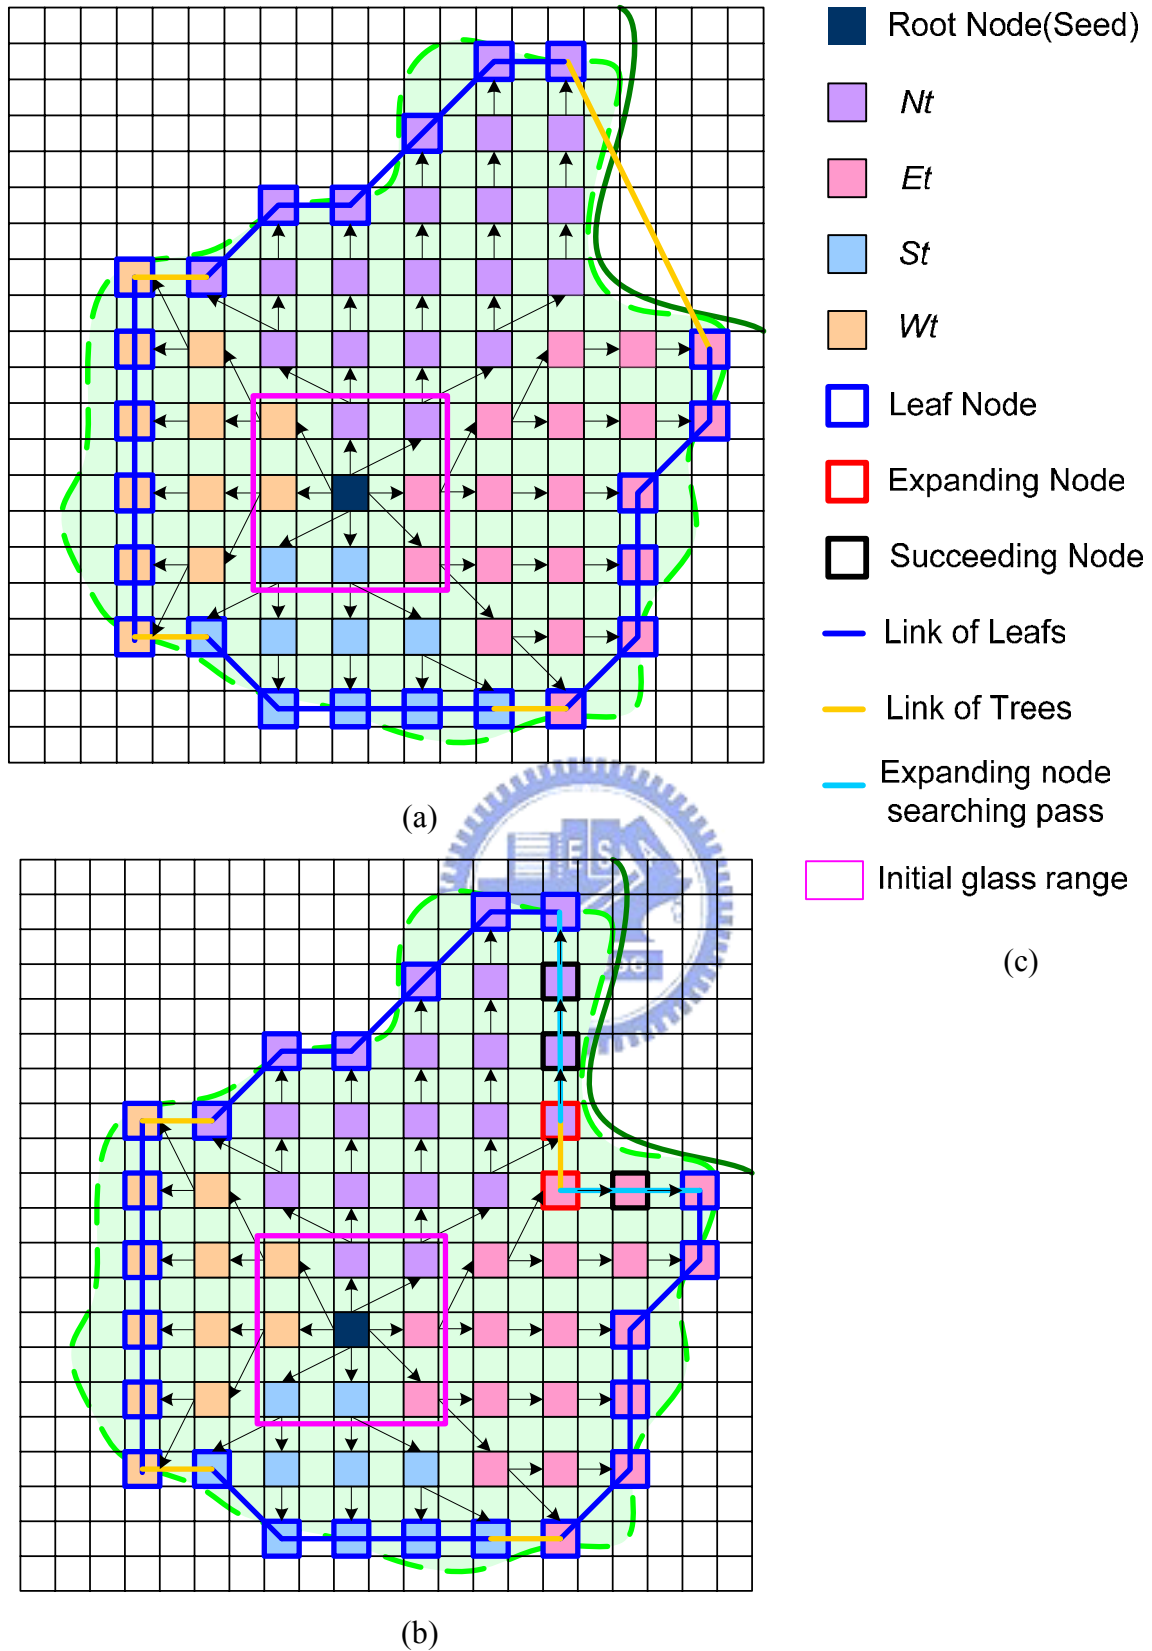 Root Node(Seed)
Nt
Et
St
Wt
Leaf Node
Expanding Node
Succeeding Node
Link of Leafs
Link of Trees
Expanding node
searching pass
Initial glass range
(a)
(c)
(b)